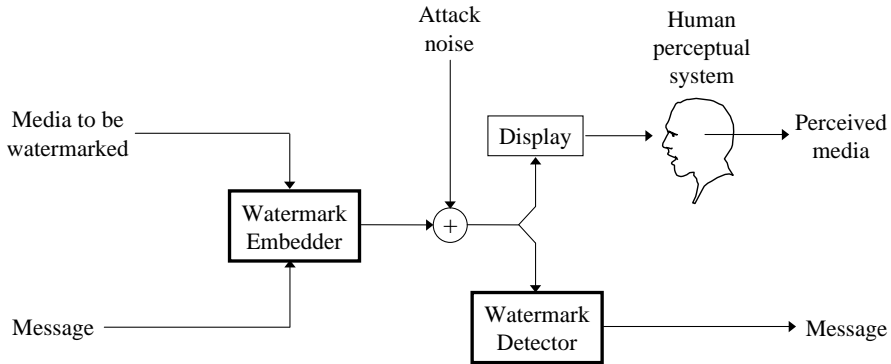 Attack
noise
Human
perceptual
system
Media to be
watermarked
Display
Perceived
media
Watermark
Embedder
+
Message
Watermark
Detector
Message